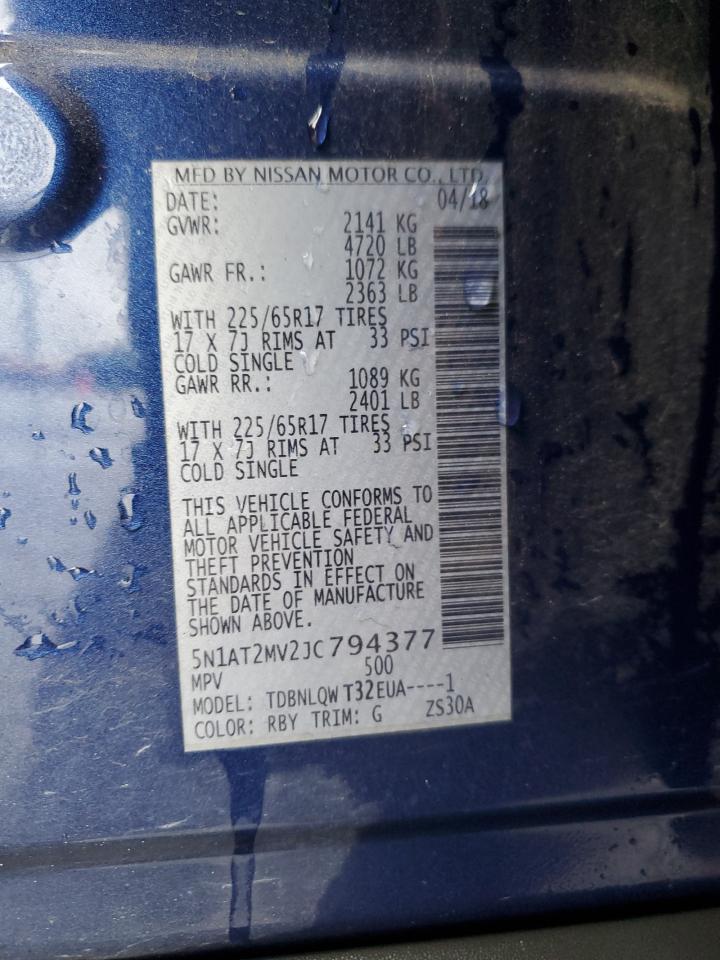 MFD BY NISSAN MOTOR CO., LTD.
DATE: 04/18
GVWR: 2141 KG
4720 LB
GAWR FR.: 1072 KG
2363 LB
WITH 225/65R17 TIRES
17 X 7J RIMS AT 33 PSI
COLD SINGLE
GAWR RR.: 1089 KG
2401 LB
WITH 225/65R17 TIRES
17 X 7J RIMS AT 33 PSI
COLD SINGLE
THIS VEHICLE CONFORMS TO
ALL APPLICABLE FEDERAL
MOTOR VEHICLE SAFETY AND
THEFT PREVENTION
STANDARDS IN EFFECT ON
THE DATE OF MANUFACTURE
SHOWN ABOVE.
5N1AT2MV2JC794377
MPV 500
MODEL: TDBNLQWT32EUA----1
COLOR: RBY TRIM: G ZS30A